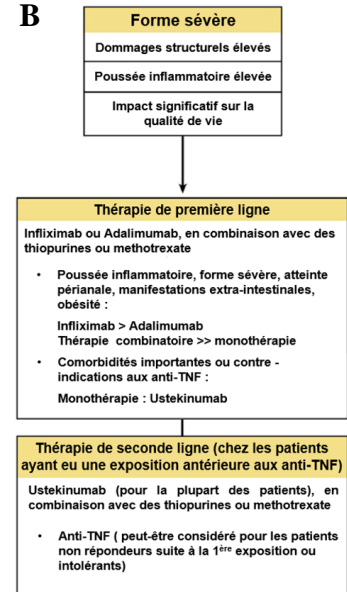 B
Forme sévère
Dommages structurels élevés
Poussée inflammatoire élevée
Impact significatif sur la
qualité de vie
Thérapie de première ligne
Infliximab ou Adalimumab, en combinaison avec des
thiopurines ou methotrexate
• Poussée inflammatoire, forme sévère, atteinte
périanale, manifestations extra-intestinales,
obésité :
Infliximab > Adalimumab
Thérapie combinatoire >> monothérapie
• Comorbidités importantes ou contre -
indications aux anti-TNF :
Monothérapie : Ustekinumab
Thérapie de seconde ligne (chez les patients
ayant eu une exposition antérieure aux anti-TNF)
Ustekinumab (pour la plupart des patients), en
combinaison avec des thiopurines ou methotrexate
• Anti-TNF ( peut-être considéré pour les patients
non répondeurs suite à la 1ère exposition ou
intolérants)